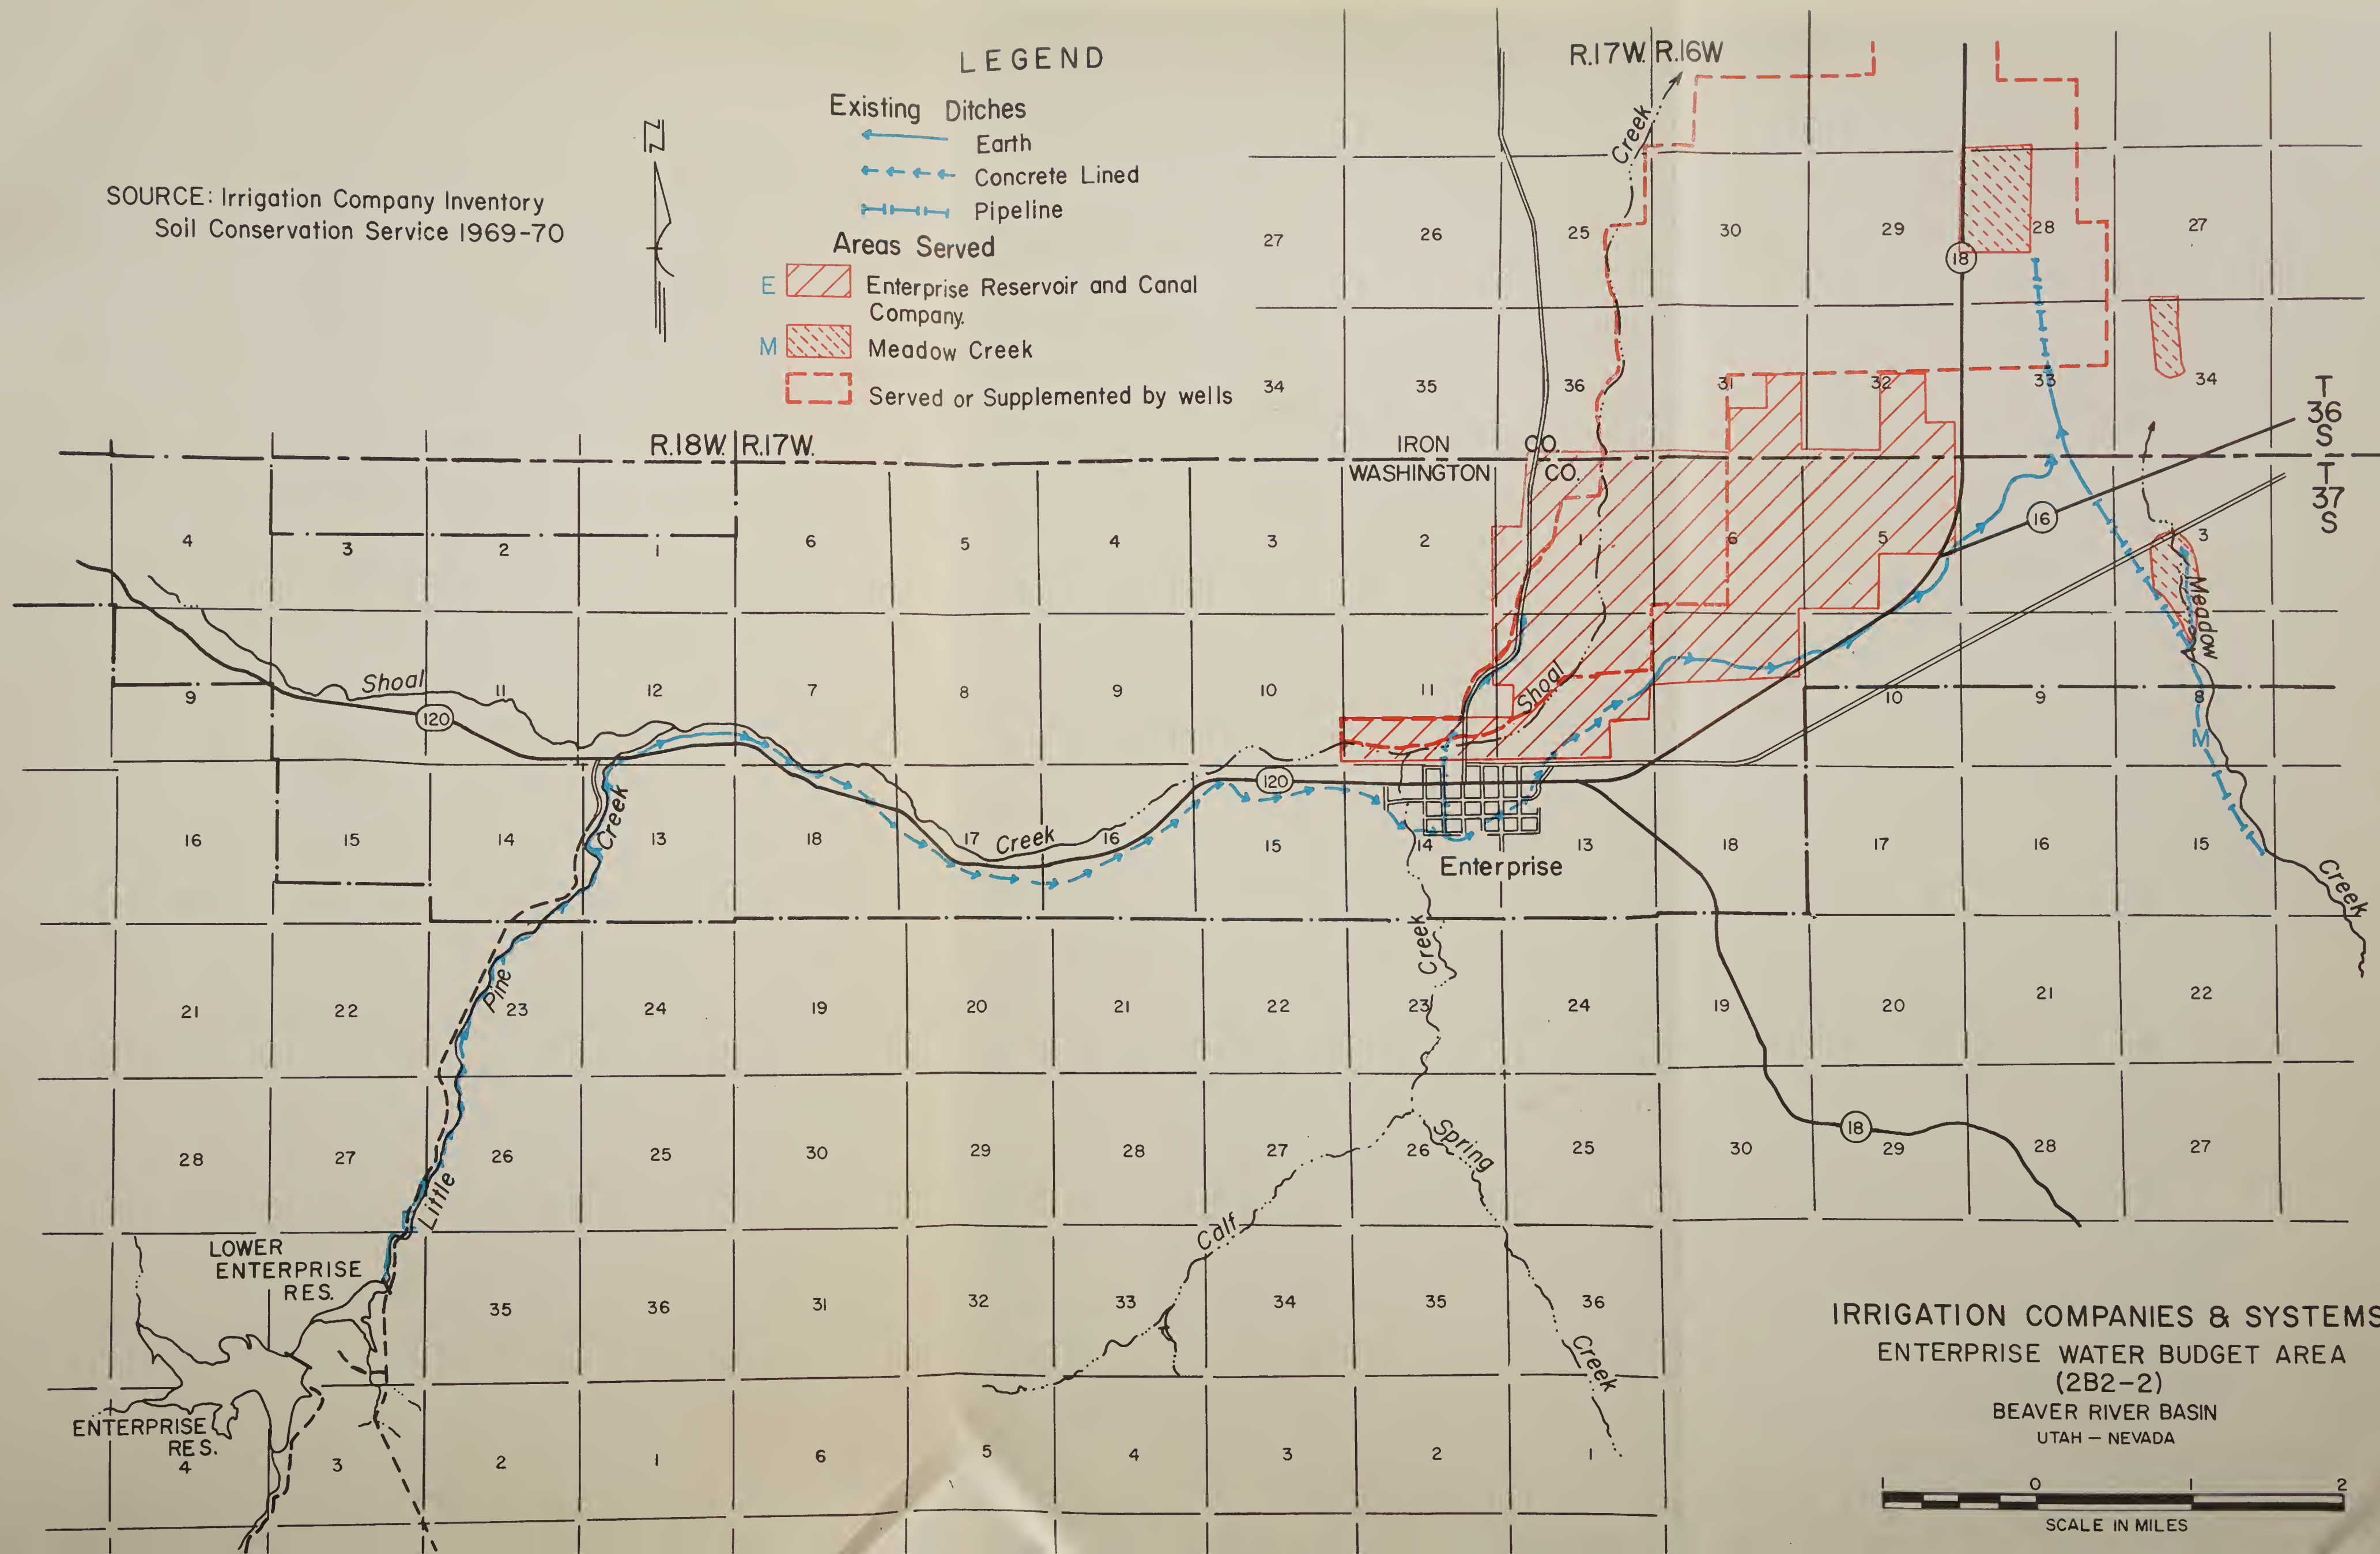 LEGEND
Existing Ditches
Earth
Concrete Lined
Pipeline
Areas Served
E Enterprise Reservoir and Canal
Company.
M Meadow Creek
Served or Supplemented by wells
SOURCE: Irrigation Company Inventory
Soil Conservation Service 1969-70
N
R.17W. R.16W
Creek
27 26 25 30 29 28 27
18
34 35 36 31 32 33 34
T
36
S
R.18W. R.17W.
IRON CO.
WASHINGTON CO.
T
37
S
16
4 3 2 1 6 5 4 3 2 1 6 5 3
Meadow
Shoal
120
9 11 12 7 8 9 10 11 10 9 8
Shoal
M
120
Creek
16 15 14 13 18 17 Creek 16 15 14 13 18 17 16 15
Enterprise
Creek
Creek
Pine
21 22 23 24 19 20 21 22 23 24 19 20 21 22
18
Spring
28 27 26 25 30 29 28 27 26 25 30 29 28 27
Little
Calf
LOWER
ENTERPRISE
RES.
35 36 31 32 33 34 35 36
Creek
ENTERPRISE
RES.
4 3 2 1 6 5 4 3 2 1
IRRIGATION COMPANIES & SYSTEMS
ENTERPRISE WATER BUDGET AREA
(2B2-2)
BEAVER RIVER BASIN
UTAH — NEVADA
1 0 1 2
SCALE IN MILES